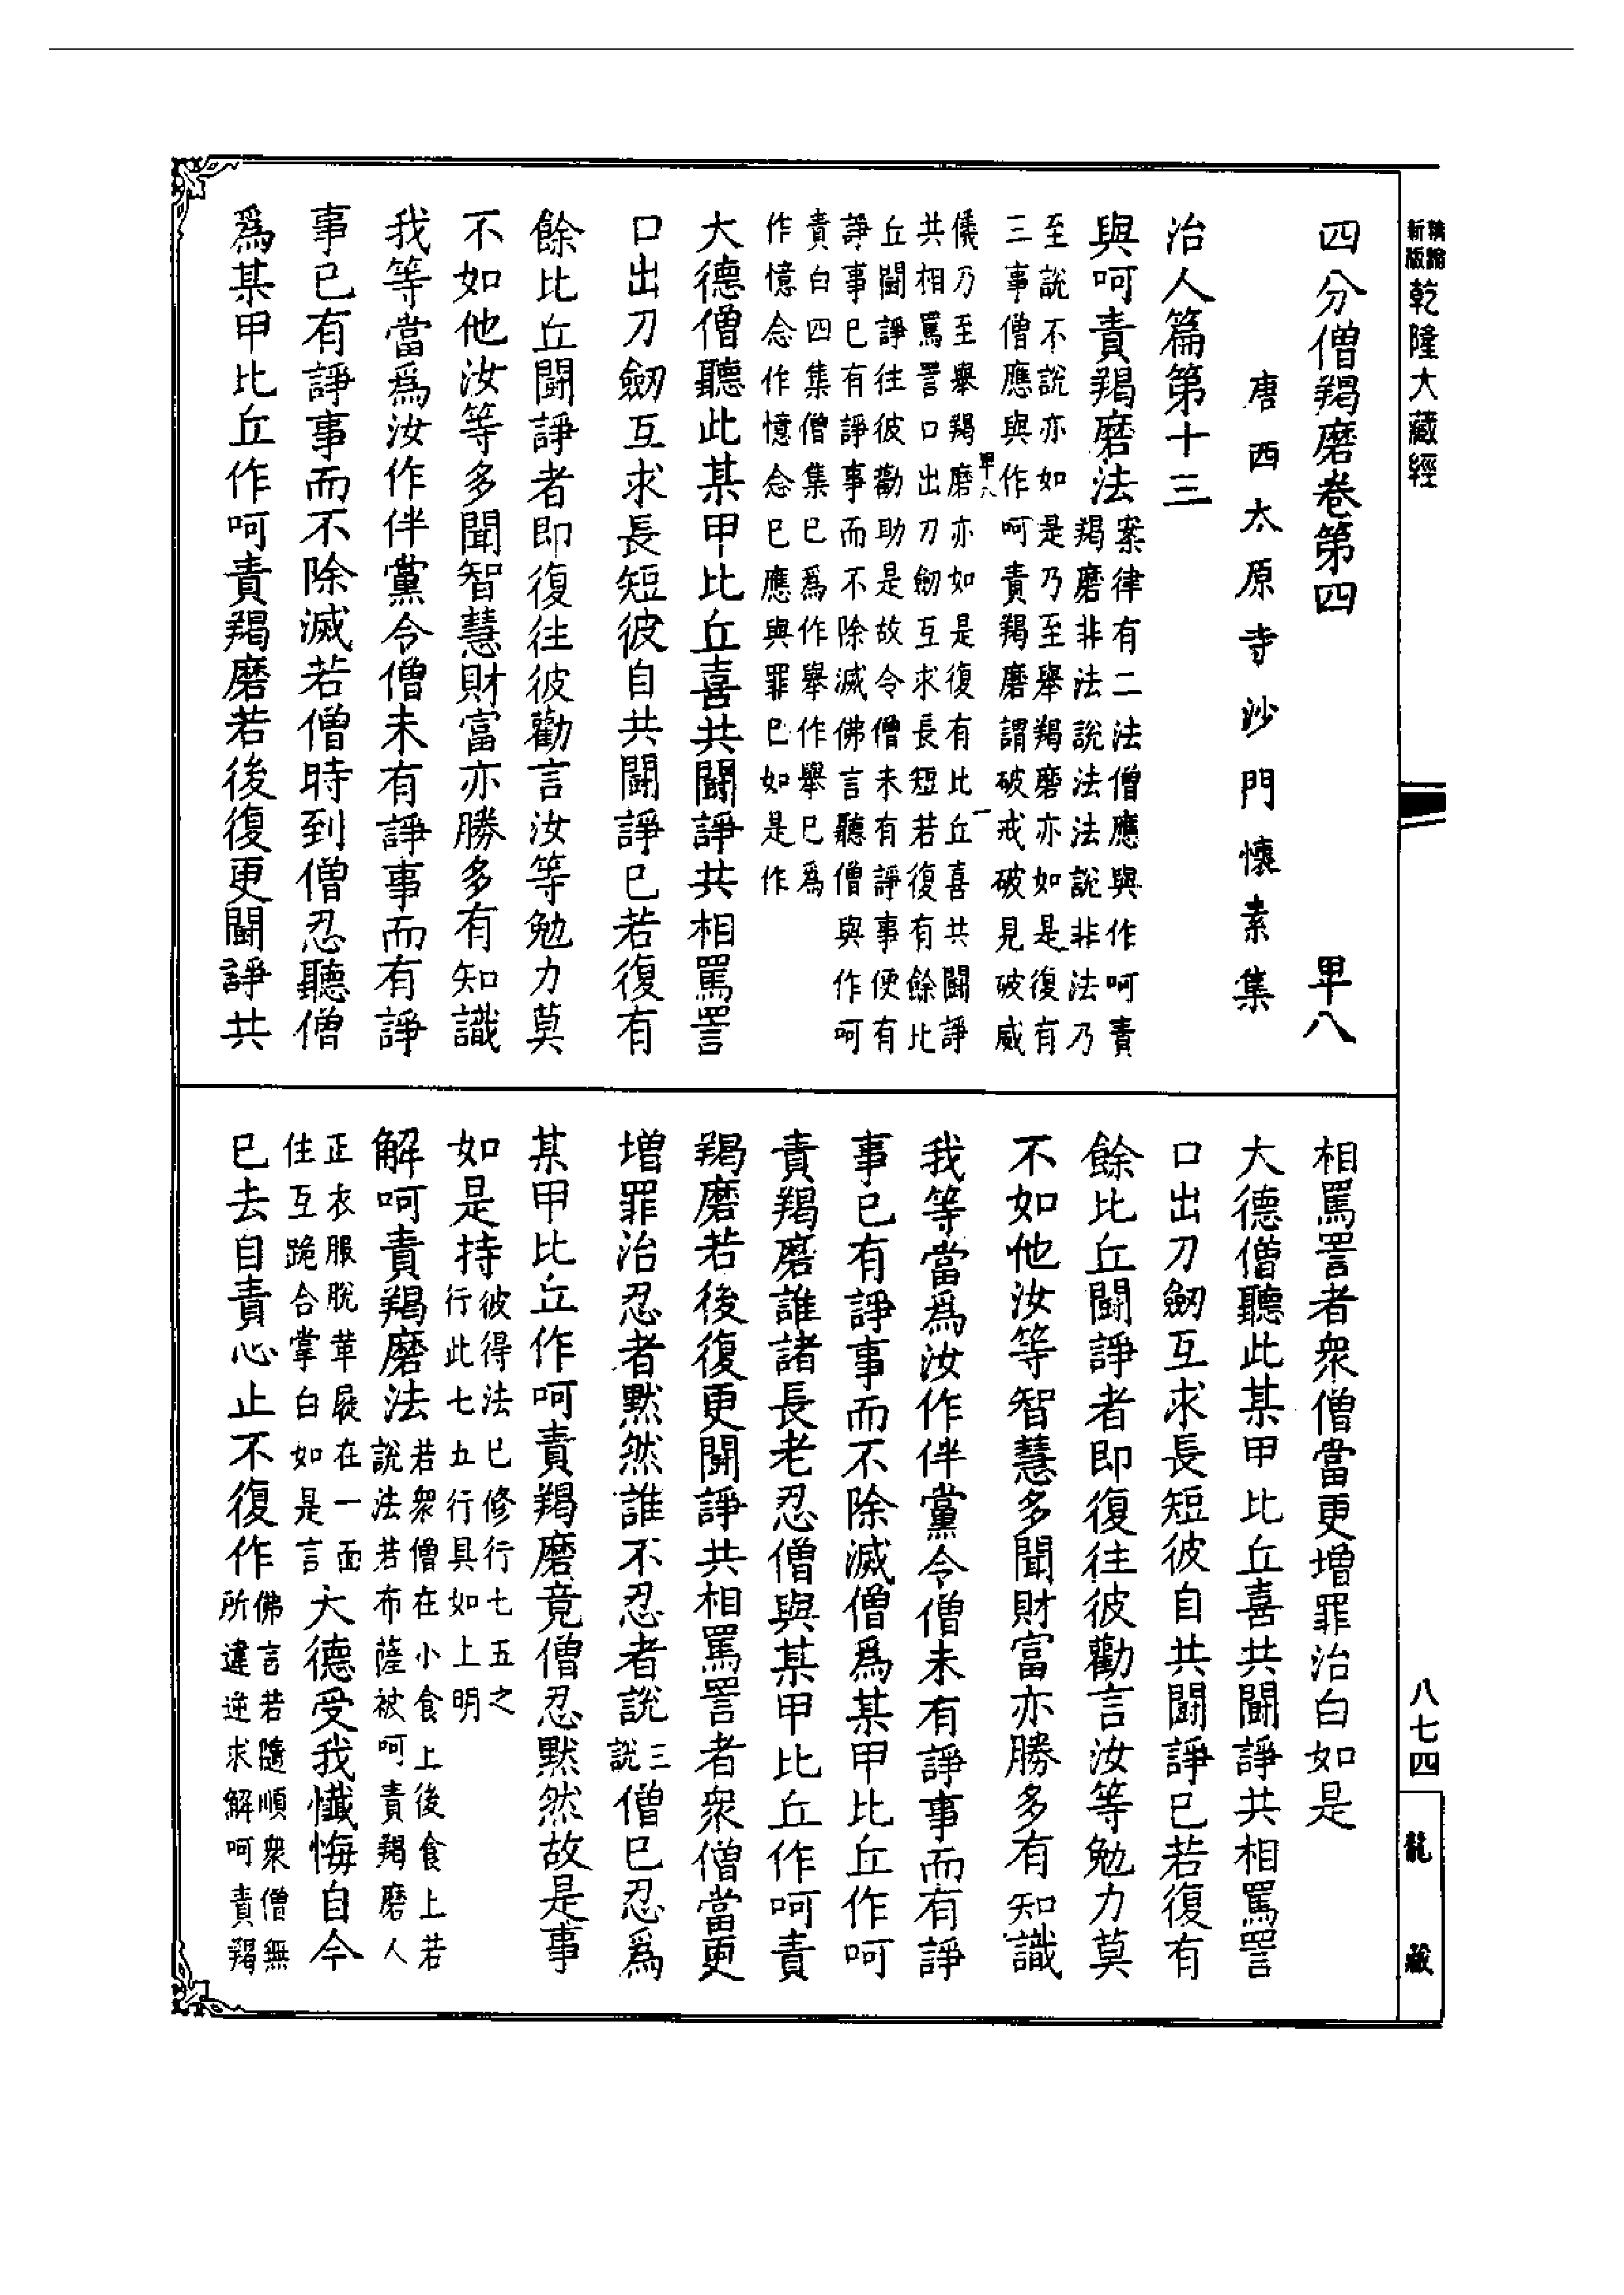 新版
乾隆大藏經
四分僧羯磨卷第四
甲八
唐西太原寺沙門懷素集
治人篇第十三
與呵責羯磨法
案律有二法僧應與作呵責
羯磨非法說法法說非法乃
至說不說亦如是乃至舉羯磨亦如是復有
三事僧應與作呵責羯磨謂破戒破見破威
儀乃至舉羯磨亦如是復有比丘喜共鬪諍
共相罵詈口出刀劒互求長短若復有餘比
甲八
一
丘鬪諍往彼勸助是故令僧未有諍事便有
諍事已有諍事而不除滅佛言聽僧與作呵
責白四集僧集已爲作舉作舉已爲
作憶念作憶念已應與罪已如是作
大德僧聽此某甲比丘喜共鬪諍共相罵詈
口出刀劒互求長短彼自共鬪諍已若復有
餘比丘鬪諍者即復往彼勸言汝等勉力莫
不如他汝等多聞智慧財富亦勝多有知識
我等當爲汝作伴黨令僧未有諍事而有諍
事已有諍事而不除滅若僧時到僧忍聽僧
爲某甲比丘作呵責羯磨若後復更鬪諍共
相罵詈者衆僧當更增罪治白如是
大德僧聽此某甲比丘喜共鬪諍共相罵詈
口出刀劒互求長短彼自共鬪諍已若復有
餘比丘鬪諍者即復往彼勸言汝等勉力莫
不如他汝等智慧多聞財富亦勝多有知識
我等當爲汝作伴黨令僧未有諍事而有諍
事已有諍事而不除滅僧爲某甲比丘作呵
責羯磨誰諸長老忍僧與某甲比丘作呵責
羯磨若後復更鬪諍共相罵詈者衆僧當更
增罪治忍者默然誰不忍者說三說僧已忍爲
某甲比丘作呵責羯磨竟僧忍默然故是事
如是持
彼得法已修行七五之
行此七五行具如上明
解呵責羯磨法
若衆僧在小食上後食上若
說法若布薩被呵責羯磨人
正衣服脫革屣在一面
住互跪合掌白如是言
大德受我懺悔自今
已去自責心止不復作
佛言若隨順衆僧無
所違逆求解呵責羯
八七四
龍藏